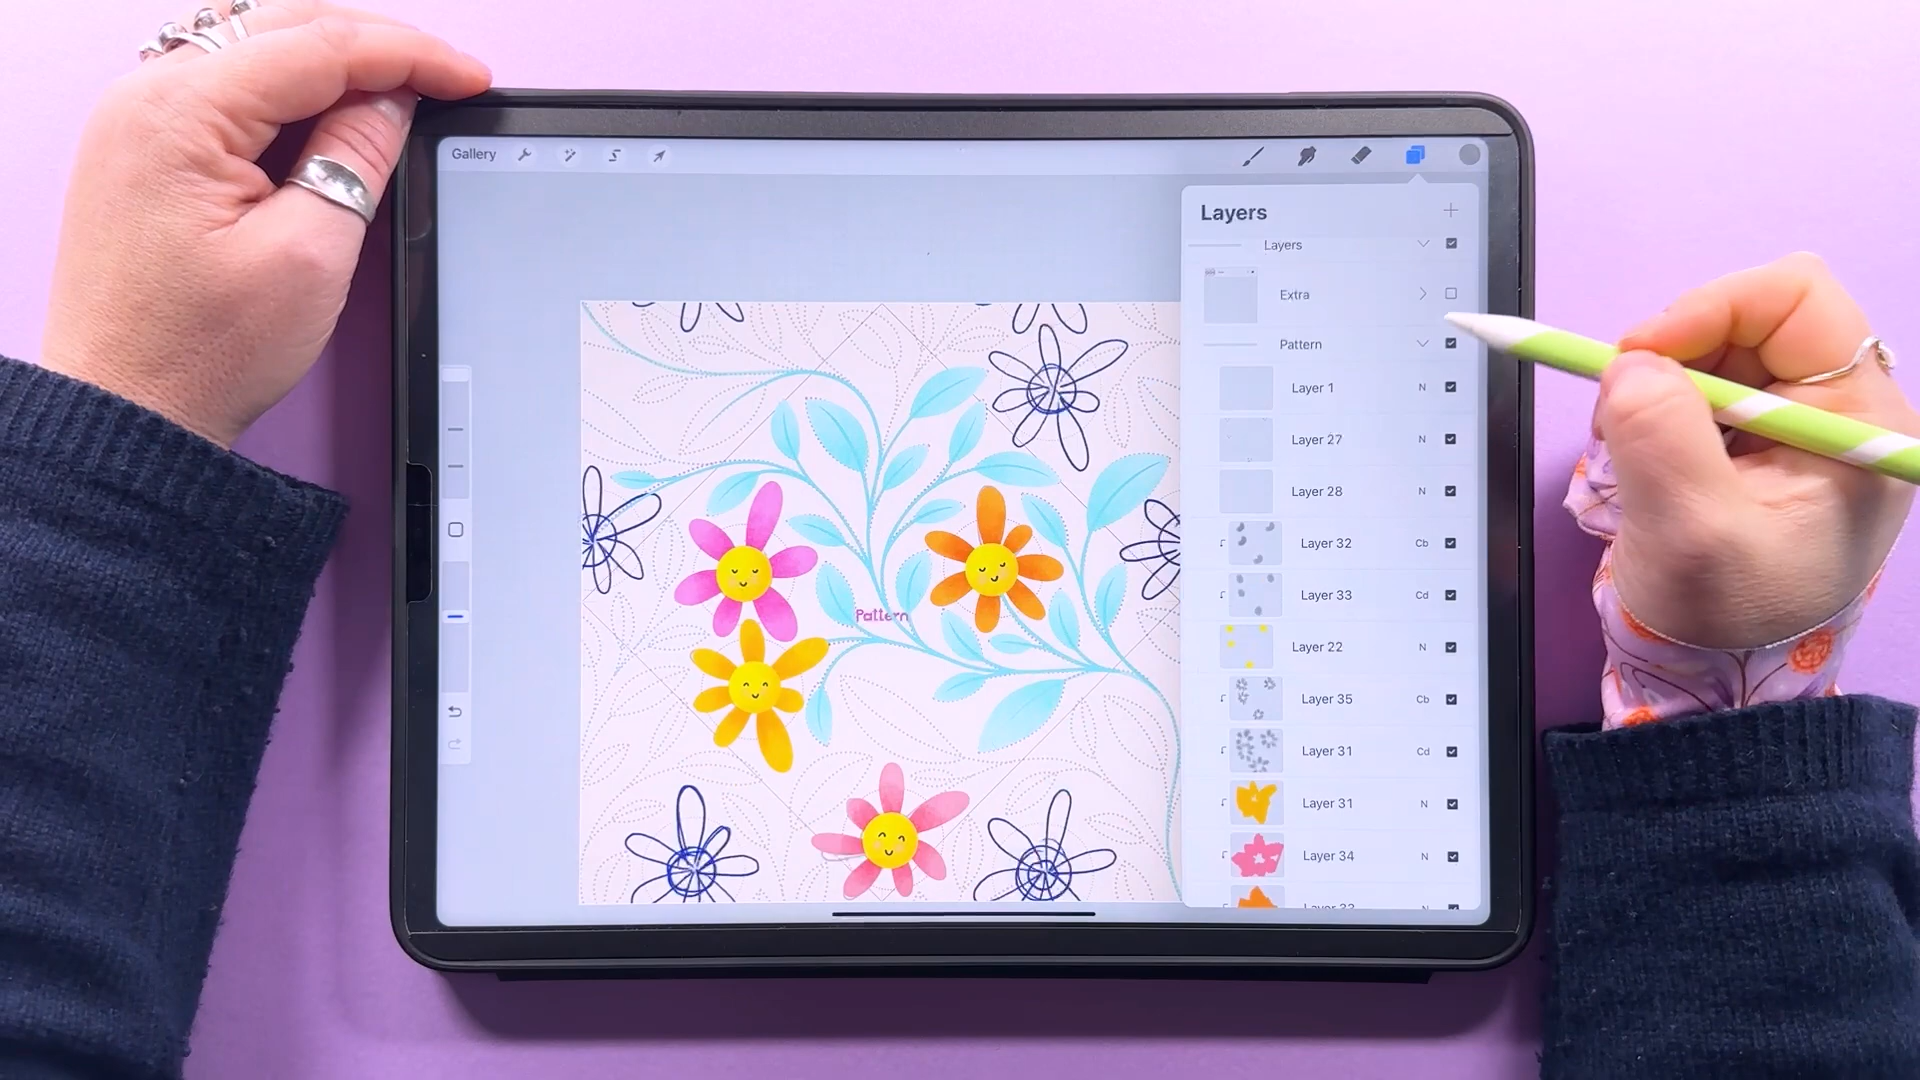 Gallery
Layers
Layers
Extra
Pattern
Layer 1 N
Layer 27 N
Layer 28 N
Layer 32 Cb
Layer 33 Cd
Layer 22 N
Layer 35 Cb
Layer 31 Cd
Layer 31 N
Layer 34 N
Pattern